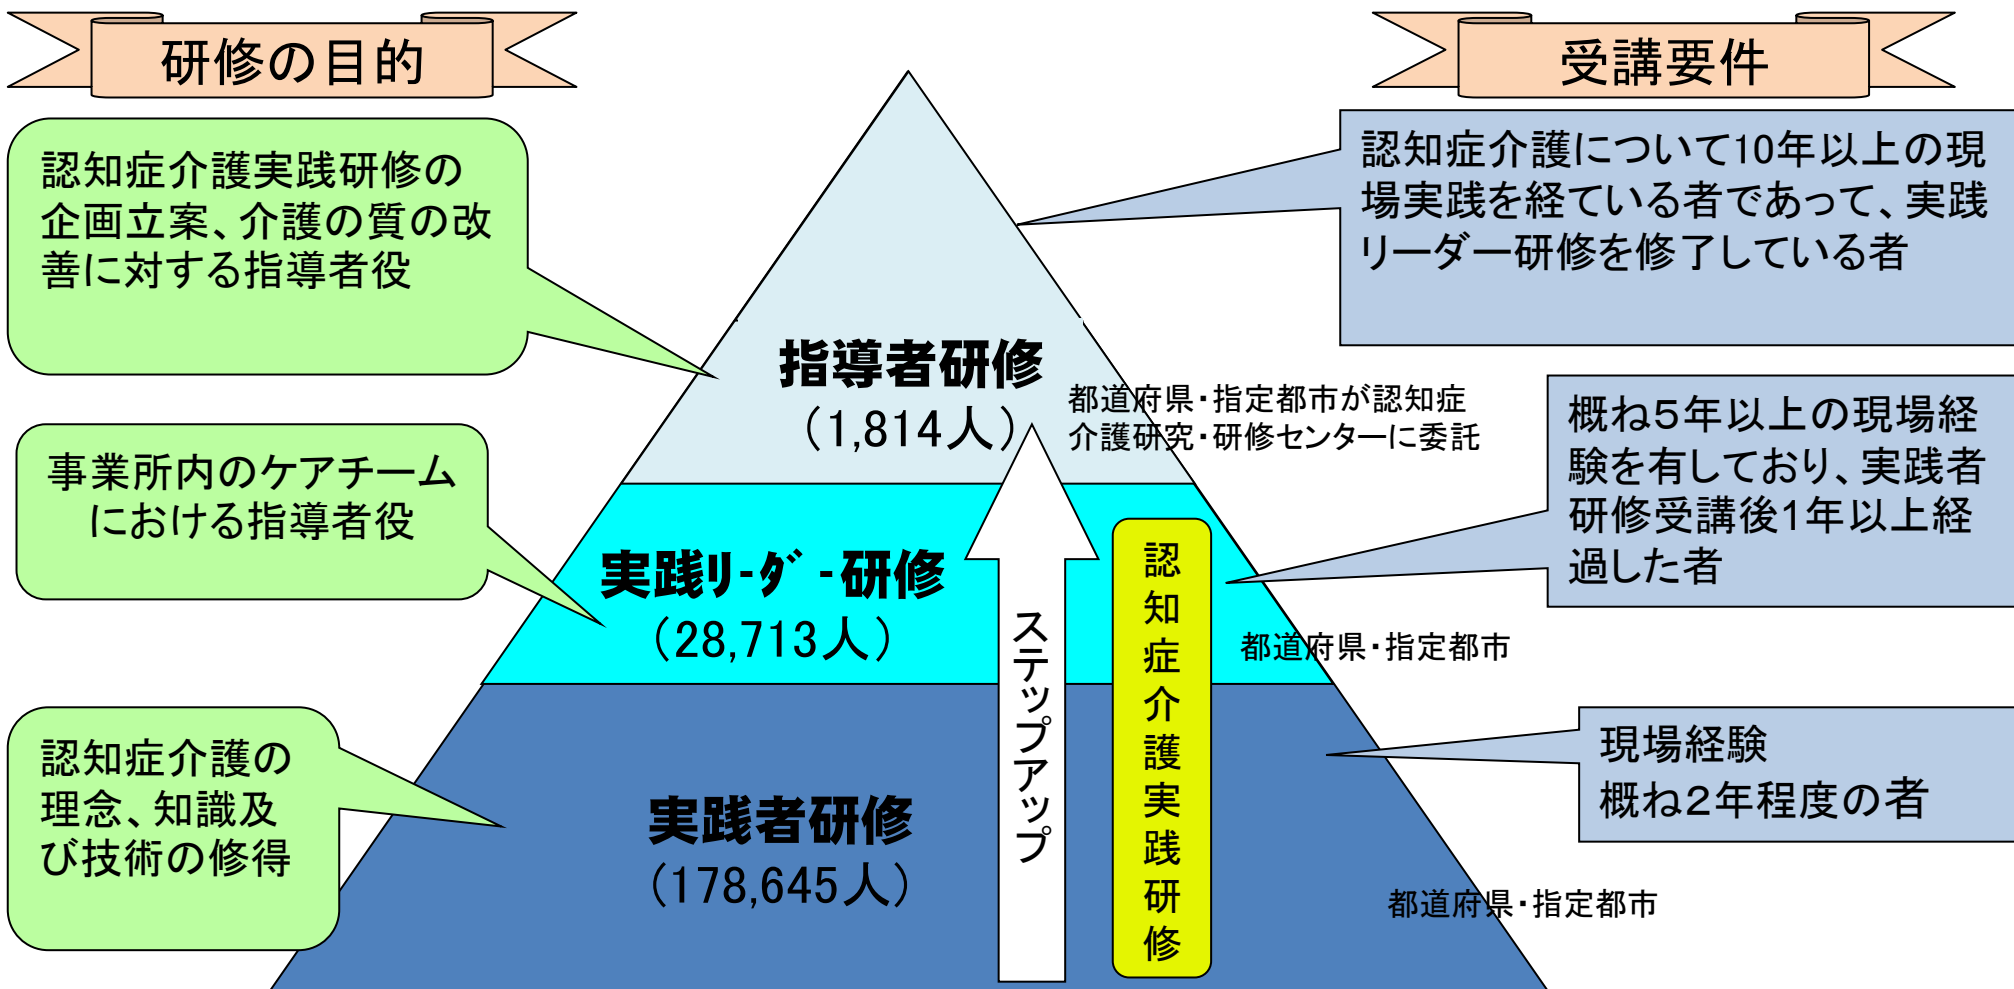 研修の目的
受講要件
認知症介護実践研修の
企画立案、介護の質の改
善に対する指導者役
認知症介護について10年以上の現
場実践を経ている者であって、実践
リーダー研修を修了している者
指導者研修
（1,814人）
都道府県・指定都市が認知症
介護研究・研修センターに委託
事業所内のケアチーム
における指導者役
概ね５年以上の現場経
験を有しており、実践者
研修受講後1年以上経
過した者
実践ﾘｰﾀﾞｰ研修
（28,713人）
都道府県・指定都市
ステップアップ
認知症介護実践研修
認知症介護の
理念、知識及
び技術の修得
現場経験
概ね２年程度の者
実践者研修
（178,645人）
都道府県・指定都市